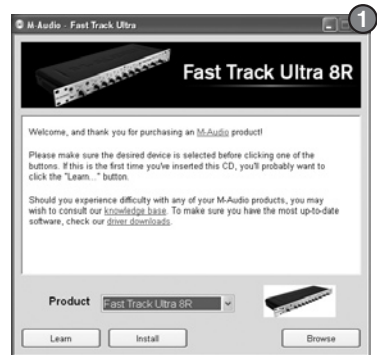 M-Audio - Fast Track Ultra
1
Fast Track Ultra 8R
Welcome, and thank you for purchasing an M-Audio product!
Please make sure the desired device is selected before clicking one of the
buttons. If this is the first time you've inserted this CD, you'll probably want to
click the "Learn..." button.
Should you experience difficulty with any of your M-Audio products, you may
wish to consult our knowledge base. To make sure you have the most up-to-date
software, check our driver downloads.
Product Fast Track Ultra 8R
Learn Install Browse